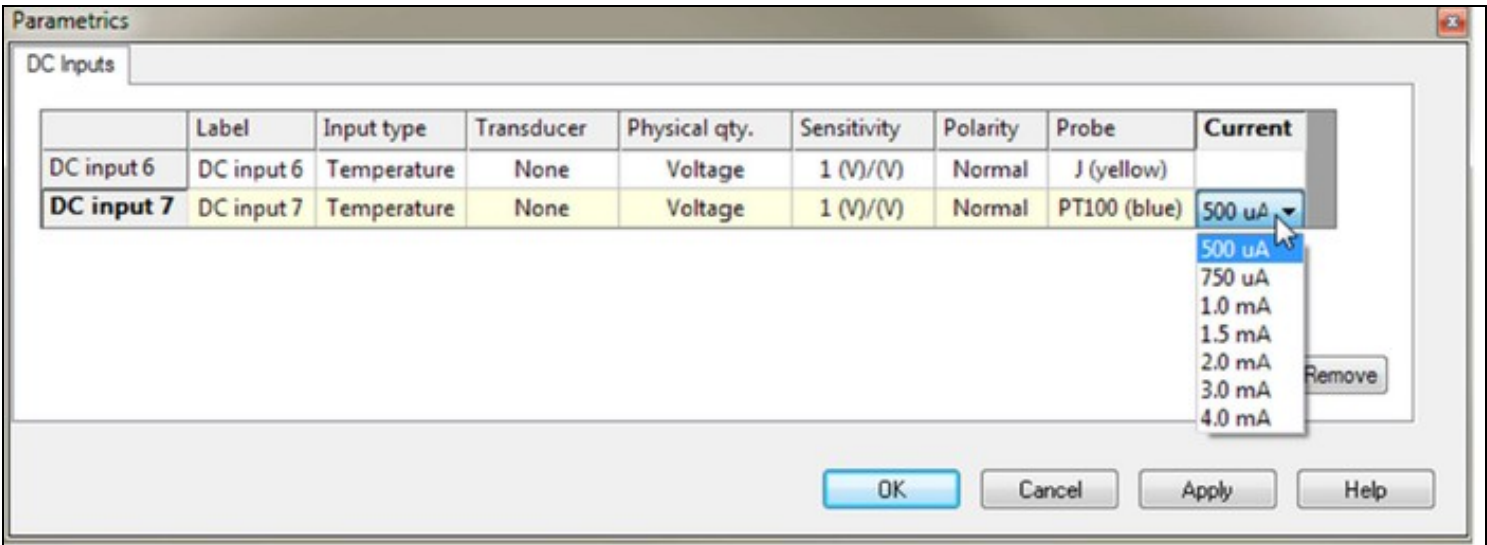 Parametrics
DC Inputs
Label Input type Transducer Physical qty. Sensitivity Polarity Probe Current
DC input 6 DC input 6 Temperature None Voltage 1 (V)/(V) Normal J (yellow)
DC input 7 DC input 7 Temperature None Voltage 1 (V)/(V) Normal PT100 (blue) 500 uA
500 uA
750 uA
1.0 mA
1.5 mA
2.0 mA
Remove
3.0 mA
4.0 mA
OK Cancel Apply Help